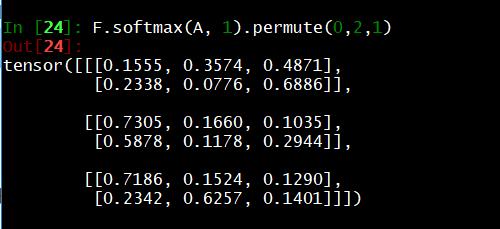 In [24]: F.softmax(A, 1).permute(0,2,1)
Out[24]:
tensor([[[0.1555, 0.3574, 0.4871],
[0.2338, 0.0776, 0.6886]],
[[0.7305, 0.1660, 0.1035],
[0.5878, 0.1178, 0.2944]],
[[0.7186, 0.1524, 0.1290],
[0.2342, 0.6257, 0.1401]]])